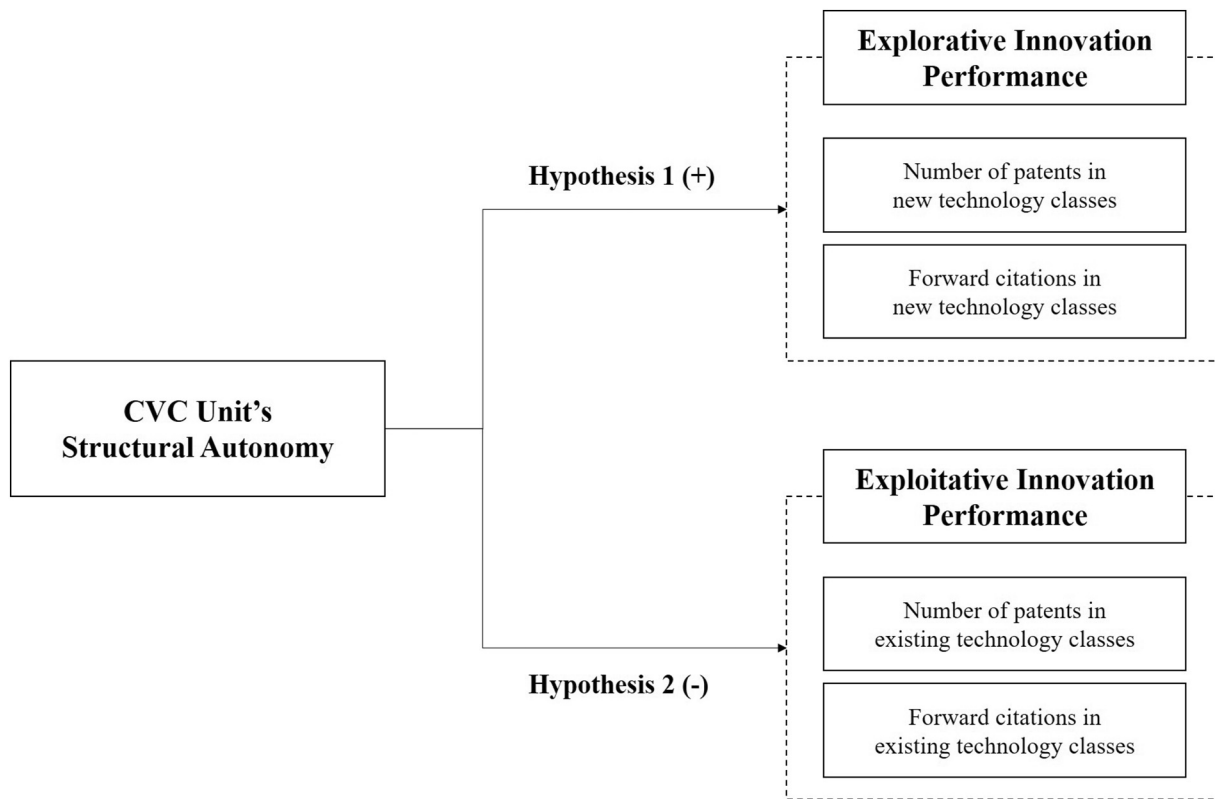 Explorative Innovation
Performance
Hypothesis 1 (+)
Number of patents in
new technology classes
Forward citations in
new technology classes
CVC Unit’s
Structural Autonomy
Exploitative Innovation
Performance
Number of patents in
existing technology classes
Hypothesis 2 (-)
Forward citations in
existing technology classes